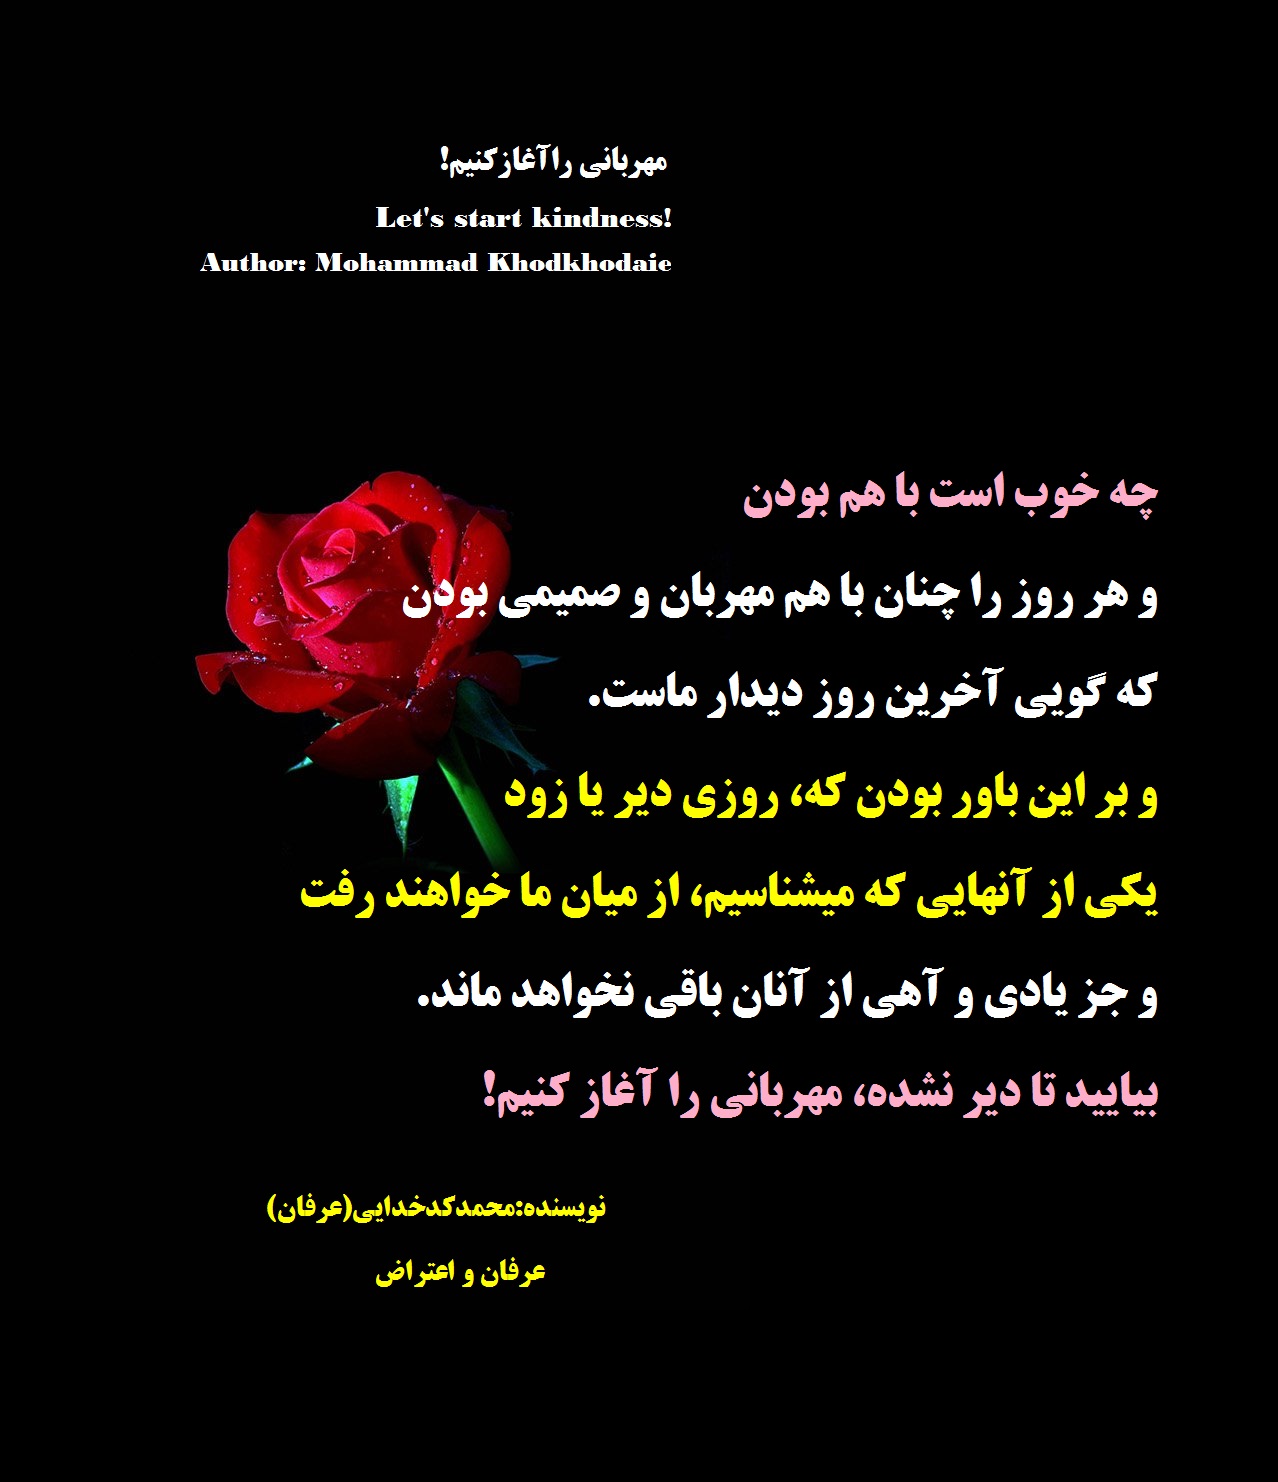 مهربانی را آغاز کنیم!
Let's start kindness!
Author: Mohammad Khodkhodaie
چه خوب است با هم بودن
و هر روز را چنان با هم مهربان و صمیمی بودن
که گویی آخرین روز دیدار ماست.
و بر این باور بودن که، روزی دیر یا زود
یکی از آنهایی که میشناسیم، از میان ما خواهند رفت
و جز یادی و آهی از آنان باقی نخواهد ماند.
بیایید تا دیر نشده، مهربانی را آغاز کنیم!
نویسنده:محمدکدخدایی(عرفان)
عرفان و اعتراض